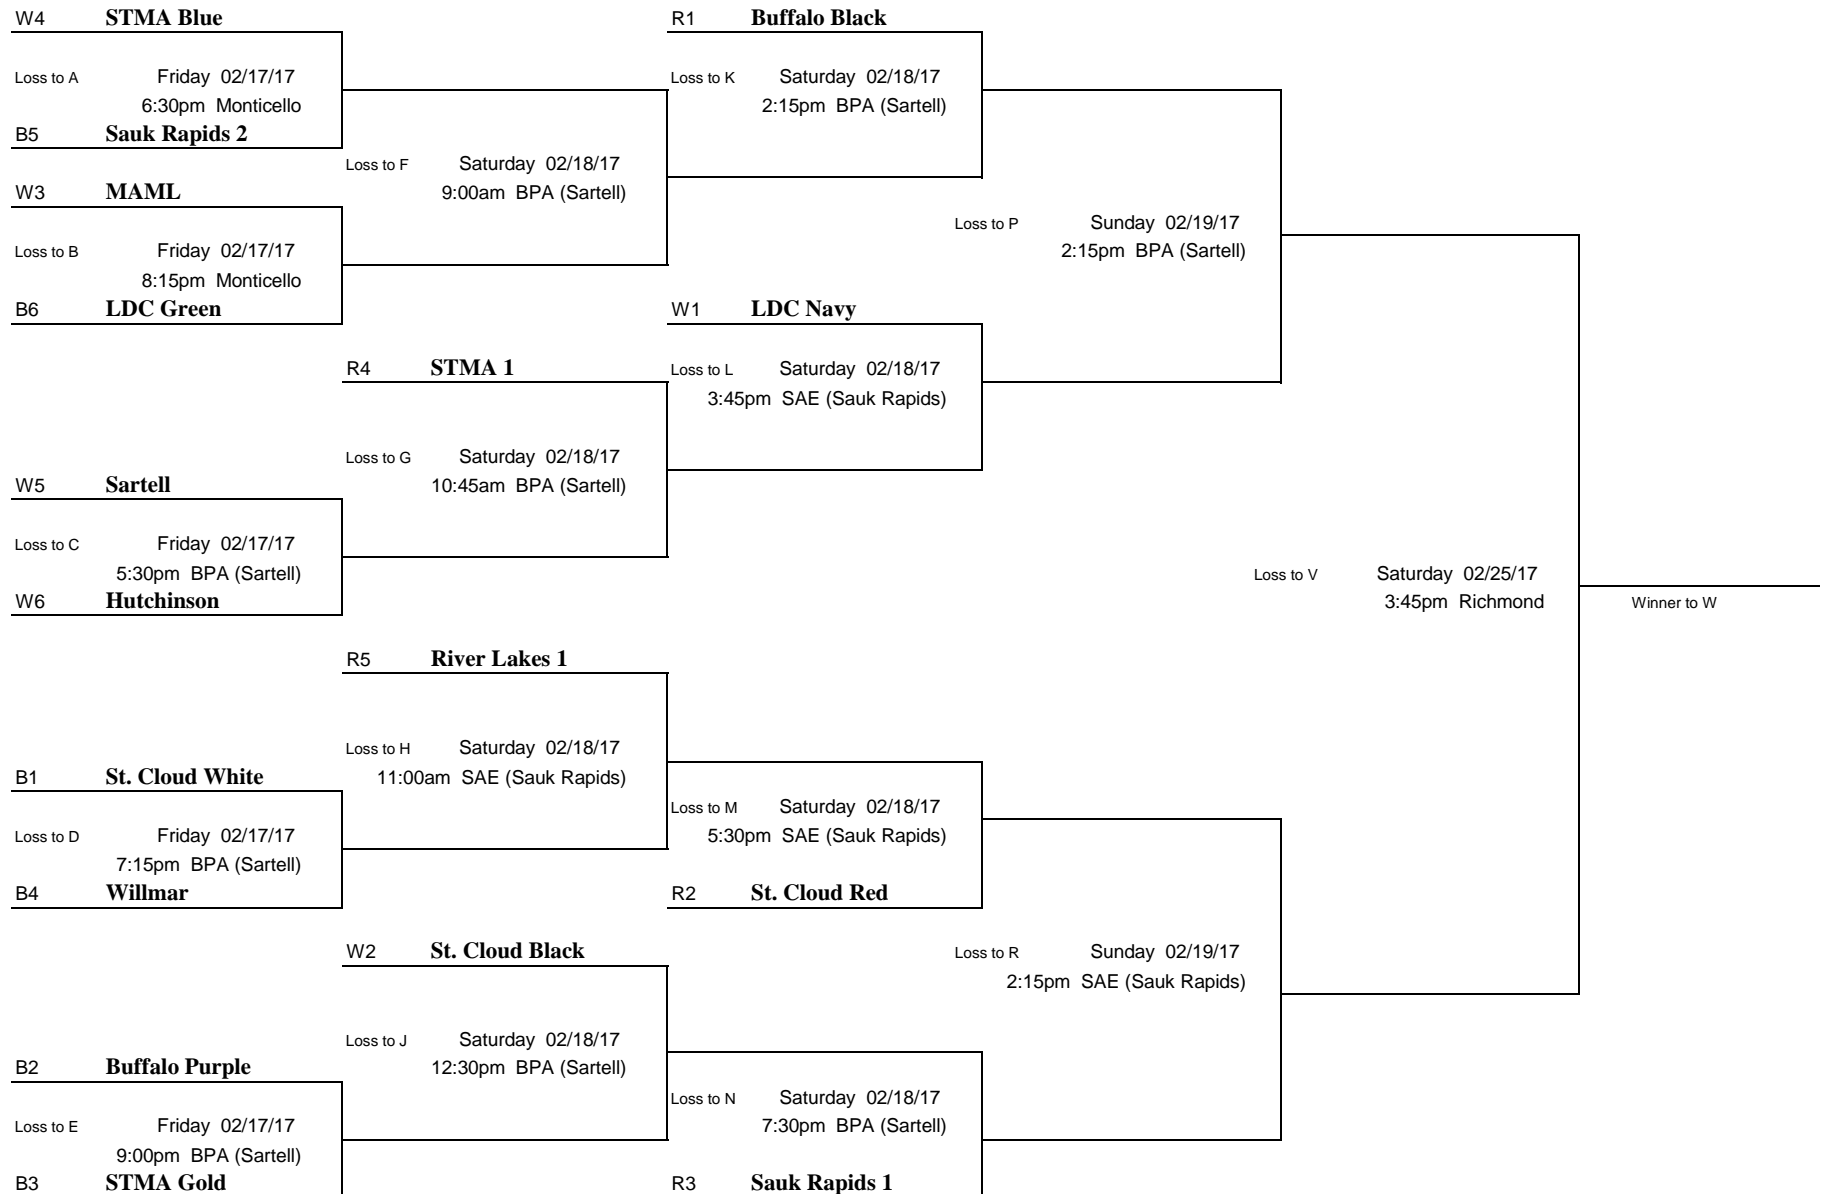 W4 STMA Blue
Loss to A Friday 02/17/17
6:30pm Monticello
B5 Sauk Rapids 2
W3 MAML
Loss to B Friday 02/17/17
8:15pm Monticello
B6 LDC Green
W5 Sartell
Loss to C Friday 02/17/17
5:30pm BPA (Sartell)
W6 Hutchinson
B1 St. Cloud White
Loss to D Friday 02/17/17
7:15pm BPA (Sartell)
B4 Willmar
B2 Buffalo Purple
Loss to E Friday 02/17/17
9:00pm BPA (Sartell)
B3 STMA Gold
Loss to F Saturday 02/18/17
9:00am BPA (Sartell)
R4 STMA 1
Loss to G Saturday 02/18/17
10:45am BPA (Sartell)
R5 River Lakes 1
Loss to H Saturday 02/18/17
11:00am SAE (Sauk Rapids)
W2 St. Cloud Black
Loss to J Saturday 02/18/17
12:30pm BPA (Sartell)
R1 Buffalo Black
Loss to K Saturday 02/18/17
2:15pm BPA (Sartell)
W1 LDC Navy
Loss to L Saturday 02/18/17
3:45pm SAE (Sauk Rapids)
Loss to M Saturday 02/18/17
5:30pm SAE (Sauk Rapids)
R2 St. Cloud Red
Loss to N Saturday 02/18/17
7:30pm BPA (Sartell)
R3 Sauk Rapids 1
Loss to P Sunday 02/19/17
2:15pm BPA (Sartell)
Loss to R Sunday 02/19/17
2:15pm SAE (Sauk Rapids)
Loss to V Saturday 02/25/17
3:45pm Richmond
Winner to W